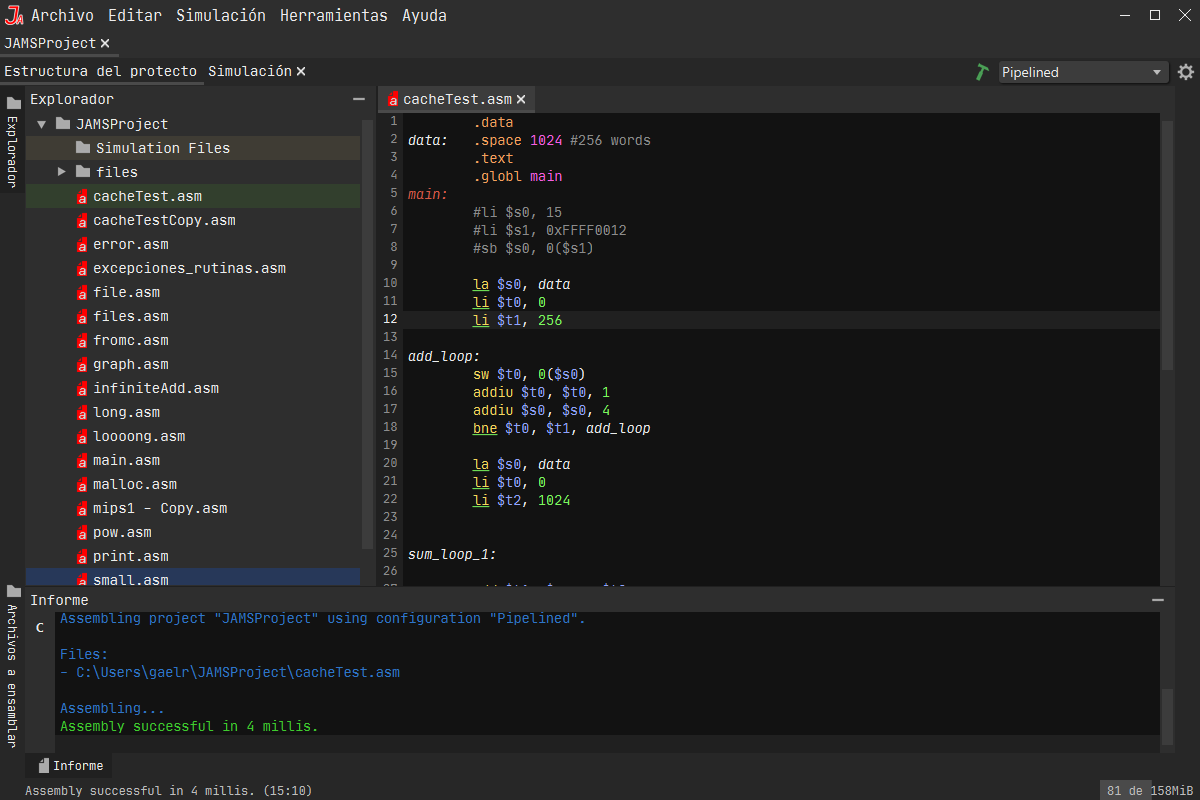 JA Archivo Editar Simulación Herramientas Ayuda
JAMSProject
Estructura del protecto Simulación
Pipelined
Explorador
Explorador
JAMSProject
Simulation Files
files
cacheTest.asm
cacheTestCopy.asm
error.asm
excepciones_rutinas.asm
file.asm
files.asm
fromc.asm
graph.asm
infiniteAdd.asm
long.asm
loooong.asm
main.asm
malloc.asm
mips1 - Copy.asm
pow.asm
print.asm
small.asm
cacheTest.asm
1 .data
2 data: .space 1024 #256 words
3 .text
4 .globl main
5 main:
6 #li $s0, 15
7 #li $s1, 0xFFFF0012
8 #sb $s0, 0($s1)
9
10 la $s0, data
11 li $t0, 0
12 li $t1, 256
13
14 add_loop:
15 sw $t0, 0($s0)
16 addiu $t0, $t0, 1
17 addiu $s0, $s0, 4
18 bne $t0, $t1, add_loop
19
20 la $s0, data
21 li $t0, 0
22 li $t2, 1024
23
24
25 sum_loop_1:
26
Archivos a ensamblar
Informe
C
Assembling project "JAMSProject" using configuration "Pipelined".
Files:
- C:\Users\gaelr\JAMSProject\cacheTest.asm
Assembling...
Assembly successful in 4 millis.
Informe
Assembly successful in 4 millis. (15:10)
81 de 158MiB